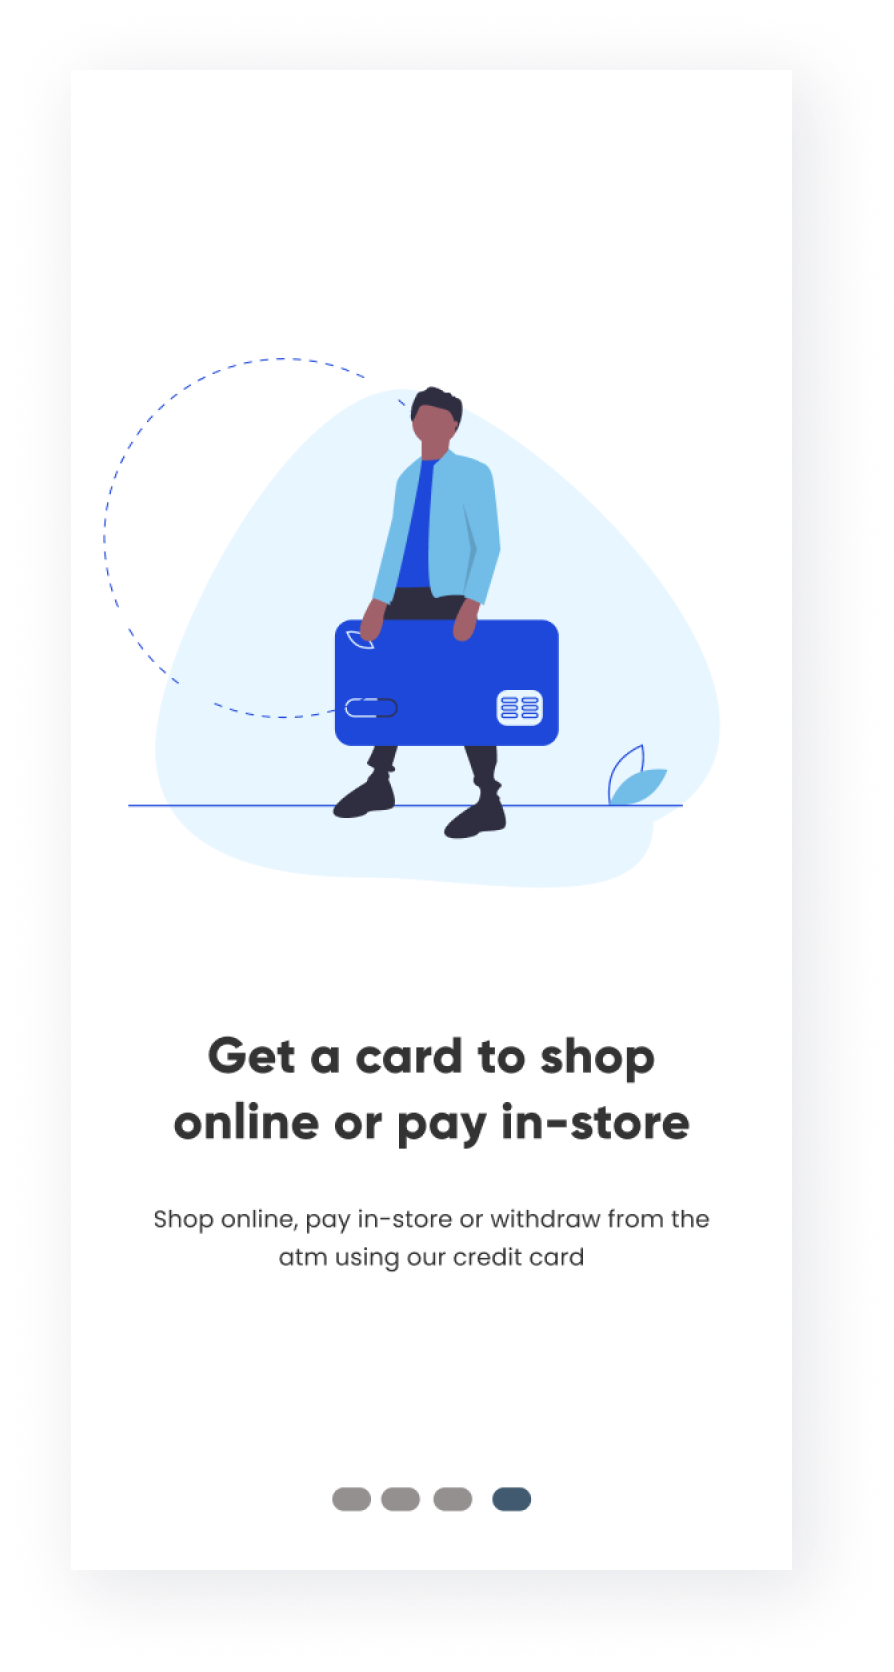 Get a card to shop
online or pay in-store
Shop online, pay in-store or withdraw from the
atm using our credit card